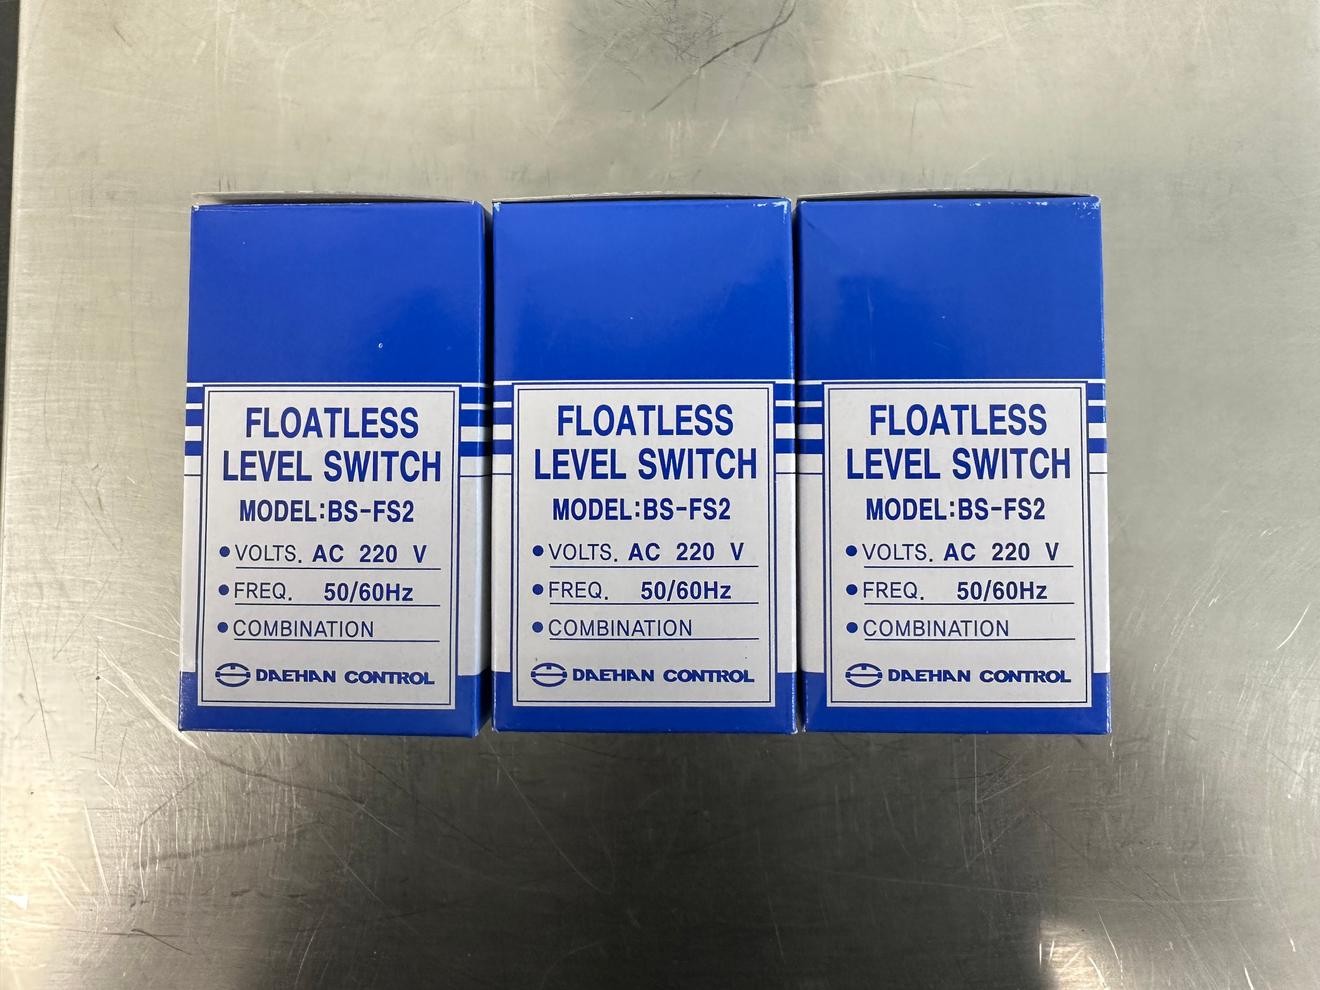 FLOATLESS
LEVEL SWITCH
MODEL:BS-FS2
•VOLTS. AC 220 V
•FREQ. 50/60Hz
•COMBINATION
DAEHAN CONTROL
FLOATLESS
LEVEL SWITCH
MODEL:BS-FS2
•VOLTS. AC 220 V
•FREQ. 50/60Hz
•COMBINATION
DAEHAN CONTROL
FLOATLESS
LEVEL SWITCH
MODEL:BS-FS2
•VOLTS. AC 220 V
•FREQ. 50/60Hz
•COMBINATION
DAEHAN CONTROL